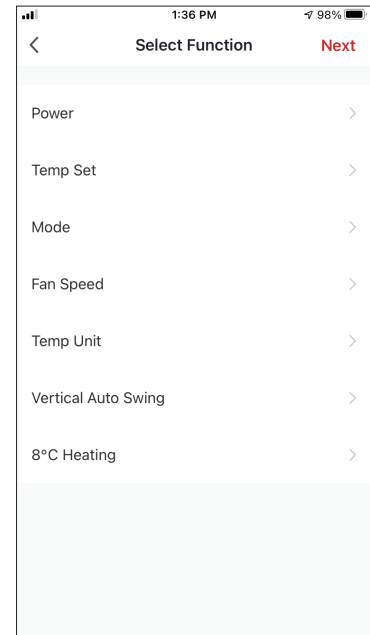 1:36 PM 98%
Select Function Next
Power
Temp Set
Mode
Fan Speed
Temp Unit
Vertical Auto Swing
8°C Heating